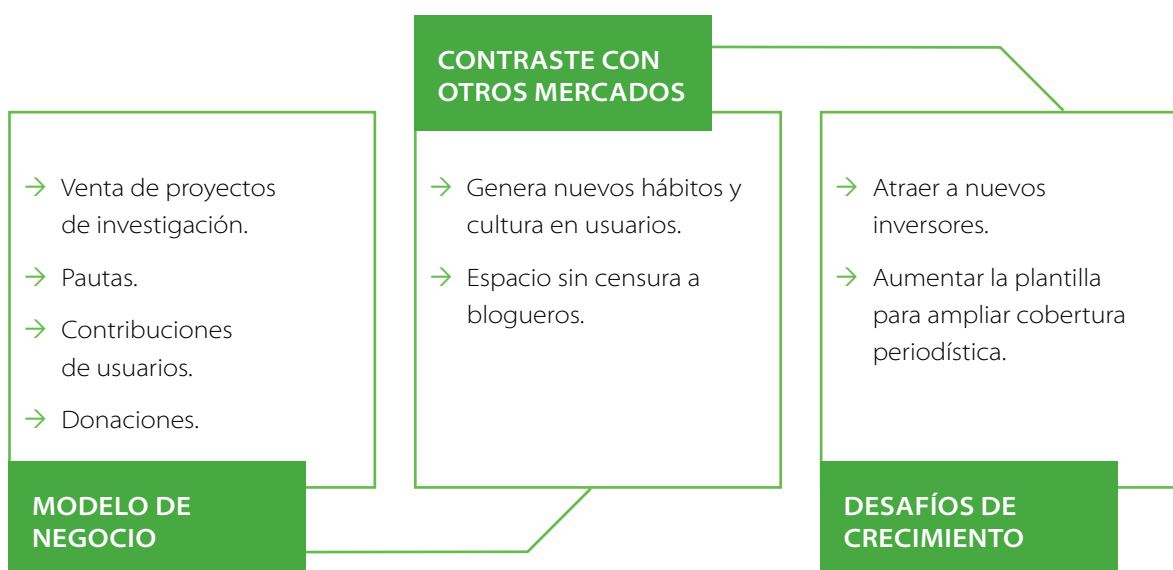 → Venta de proyectos
de investigación.
→ Pautas.
→ Contribuciones
de usuarios.
→ Donaciones.
MODELO DE
NEGOCIO
CONTRASTE CON
OTROS MERCADOS
→ Genera nuevos hábitos y
cultura en usuarios.
→ Espacio sin censura a
blogueros.
→ Atraer a nuevos
inversores.
→ Aumentar la plantilla
para ampliar cobertura
periodística.
DESAFÍOS DE
CRECIMIENTO